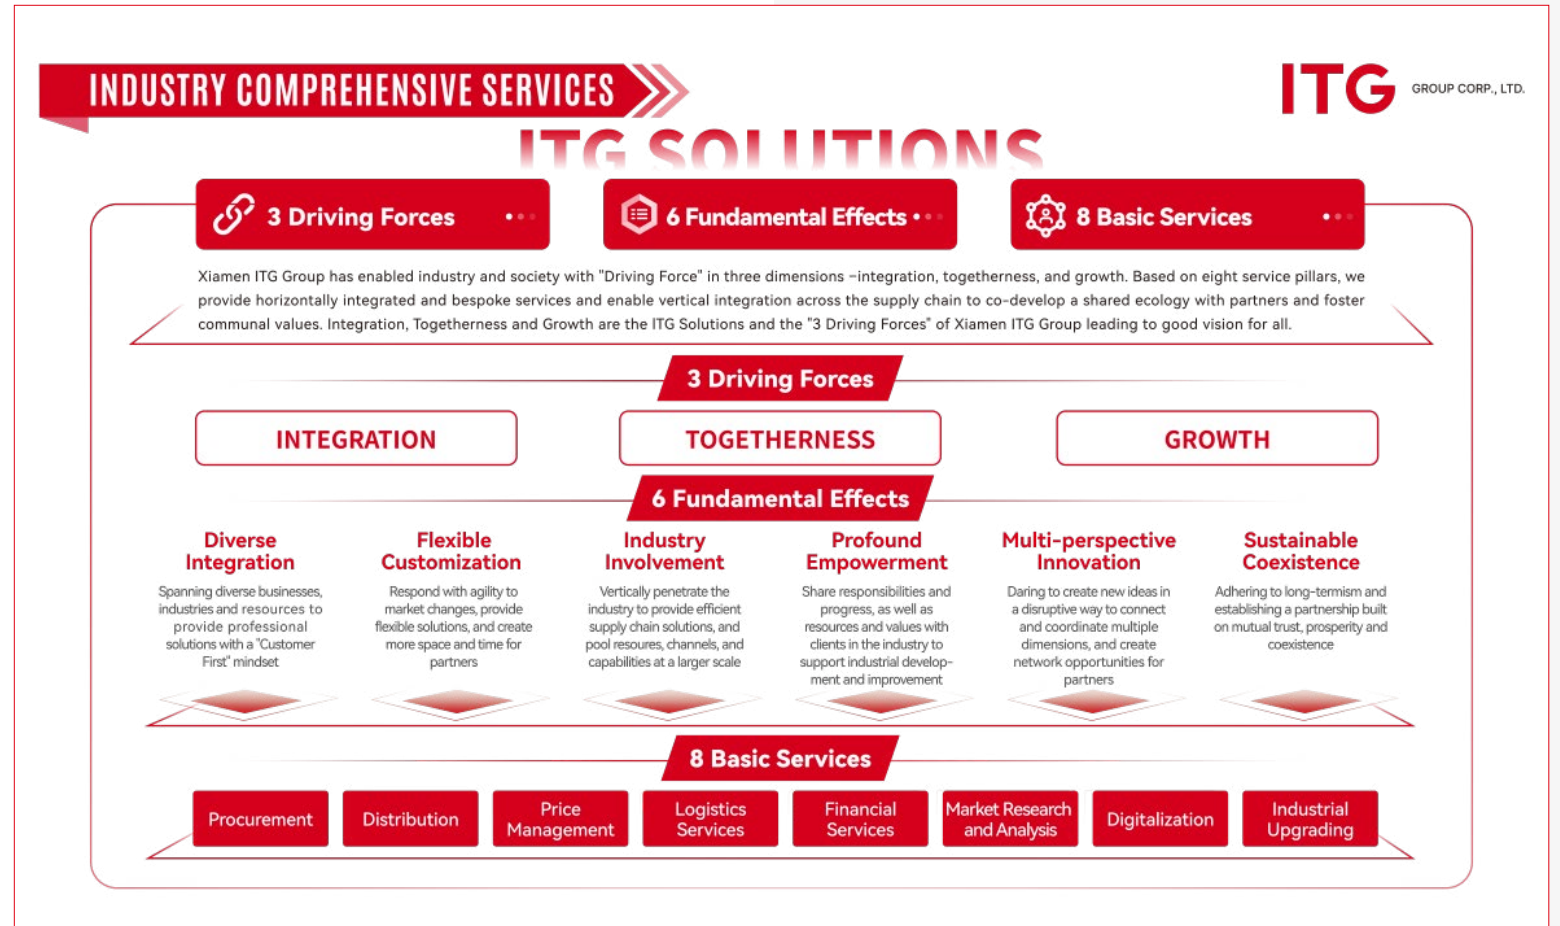 INDUSTRY COMPREHENSIVE SERVICES
ITG GROUP CORP., LTD.
ITG SOLUTIONS
3 Driving Forces
6 Fundamental Effects
8 Basic Services
Xiamen ITG Group has enabled industry and society with "Driving Force" in three dimensions –integration, togetherness, and growth. Based on eight service pillars, we
provide horizontally integrated and bespoke services and enable vertical integration across the supply chain to co-develop a shared ecology with partners and foster
communal values. Integration, Togetherness and Growth are the ITG Solutions and the "3 Driving Forces" of Xiamen ITG Group leading to good vision for all.
3 Driving Forces
INTEGRATION
TOGETHERNESS
GROWTH
6 Fundamental Effects
Diverse
Integration
Spanning diverse businesses,
industries and resources to
provide professional
solutions with a "Customer
First" mindset
Flexible
Customization
Respond with agility to
market changes, provide
flexible solutions, and create
more space and time for
partners
Industry
Involvement
Vertically penetrate the
industry to provide efficient
supply chain solutions, and
pool resoures, channels, and
capabilities at a larger scale
Profound
Empowerment
Share responsibilities and
progress, as well as
resources and values with
clients in the industry to
support industrial develop-
ment and improvement
Multi-perspective
Innovation
Daring to create new ideas in
a disruptive way to connect
and coordinate multiple
dimensions, and create
network opportunities for
partners
Sustainable
Coexistence
Adhering to long-termism and
establishing a partnership built
on mutual trust, prosperity and
coexistence
8 Basic Services
Procurement
Distribution
Price
Management
Logistics
Services
Financial
Services
Market Research
and Analysis
Digitalization
Industrial
Upgrading